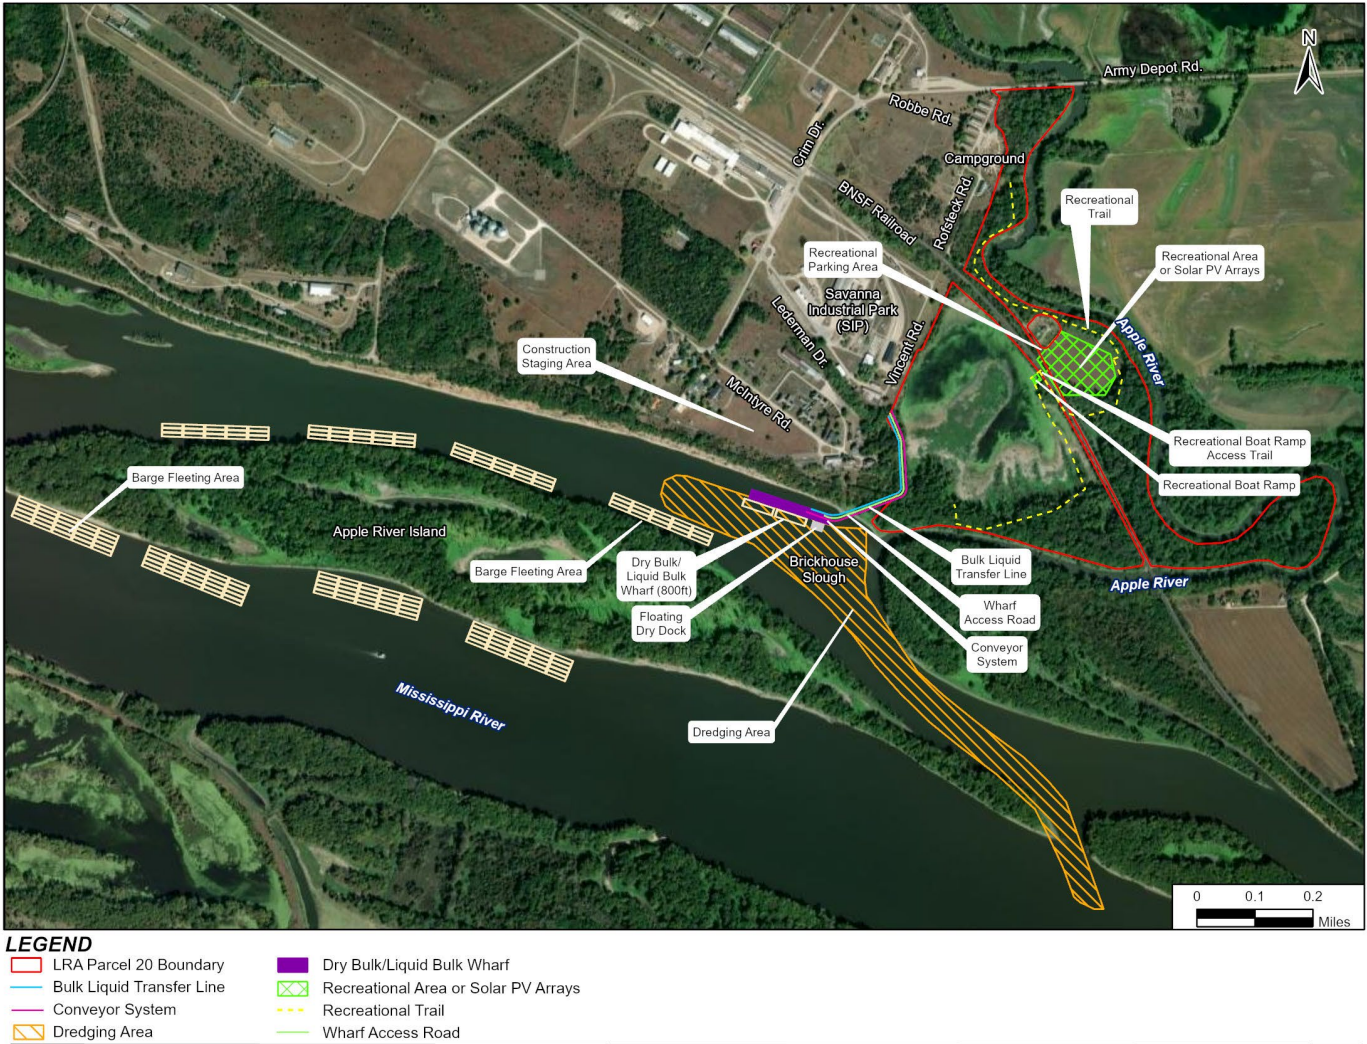 N
Army Depot Rd.
Robbe Rd.
Crim Dr.
Campground
BNSF Railroad
Rofsteck Rd.
Recreational
Trail
Recreational
Parking Area
Recreational Area
or Solar PV Arrays
Savanna
Industrial Park
(SIP)
Lederman Dr.
Vincent Rd.
Apple River
Construction
Staging Area
McIntyre Rd.
Recreational Boat Ramp
Access Trail
Recreational Boat Ramp
Barge Fleeting Area
Apple River Island
Barge Fleeting Area
Dry Bulk/
Liquid Bulk
Wharf (800ft)
Brickhouse
Slough
Bulk Liquid
Transfer Line
Apple River
Floating
Dry Dock
Wharf
Access Road
Conveyor
System
Mississippi River
Dredging Area
0 0.1 0.2
Miles
LEGEND
LRA Parcel 20 Boundary
Bulk Liquid Transfer Line
Conveyor System
Dredging Area
Dry Bulk/Liquid Bulk Wharf
Recreational Area or Solar PV Arrays
Recreational Trail
Wharf Access Road